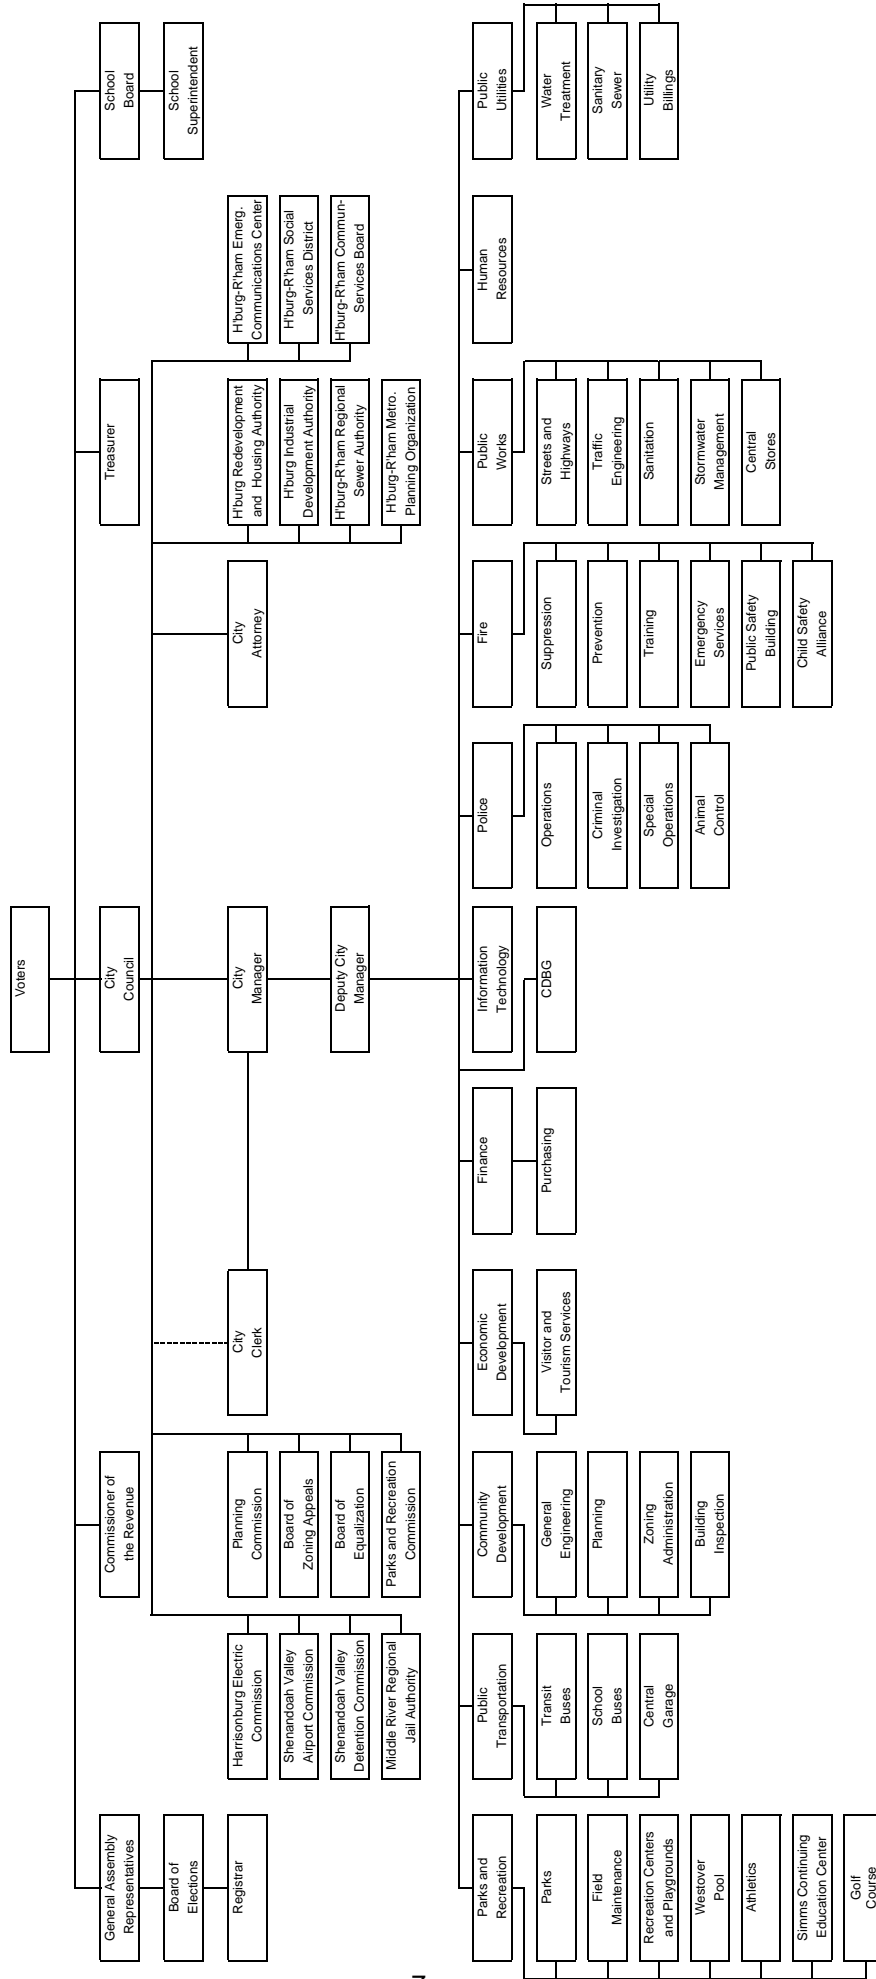 Voters
General Assembly
Representatives
Commissioner of
the Revenue
City
Council
Treasurer
School
Board
Board of
Elections
School
Superintendent
Registrar
Harrisonburg Electric
Commission
Shenandoah Valley
Airport Commission
Shenandoah Valley
Detention Commission
Middle River Regional
Jail Authority
Planning
Commission
Board of
Zoning Appeals
Board of
Equalization
Parks and Recreation
Commission
City
Clerk
City
Manager
Deputy City
Manager
City
Attorney
H'burg Redevelopment
and Housing Authority
H'burg Industrial
Development Authority
H'burg-R'ham Regional
Sewer Authority
H'burg-R'ham Metro.
Planning Organization
H'burg-R'ham Emerg.
Communications Center
H'burg-R'ham Social
Services District
H'burg-R'ham Commun-
Services Board
Parks and
Recreation
Parks
Field
Maintenance
Recreation Centers
and Playgrounds
Westover
Pool
Athletics
Simms Continuing
Education Center
Golf
Course
Public
Transportation
Transit
Buses
School
Buses
Central
Garage
Community
Development
General
Engineering
Planning
Zoning
Administration
Building
Inspection
Economic
Development
Visitor and
Tourism Services
Finance
Purchasing
Information
Technology
CDBG
Police
Operations
Criminal
Investigation
Special
Operations
Animal
Control
Fire
Suppression
Prevention
Training
Emergency
Services
Public Safety
Building
Child Safety
Alliance
Public
Works
Streets and
Highways
Traffic
Engineering
Sanitation
Stormwater
Management
Central
Stores
Human
Resources
Public
Utilities
Water
Treatment
Sanitary
Sewer
Utility
Billings